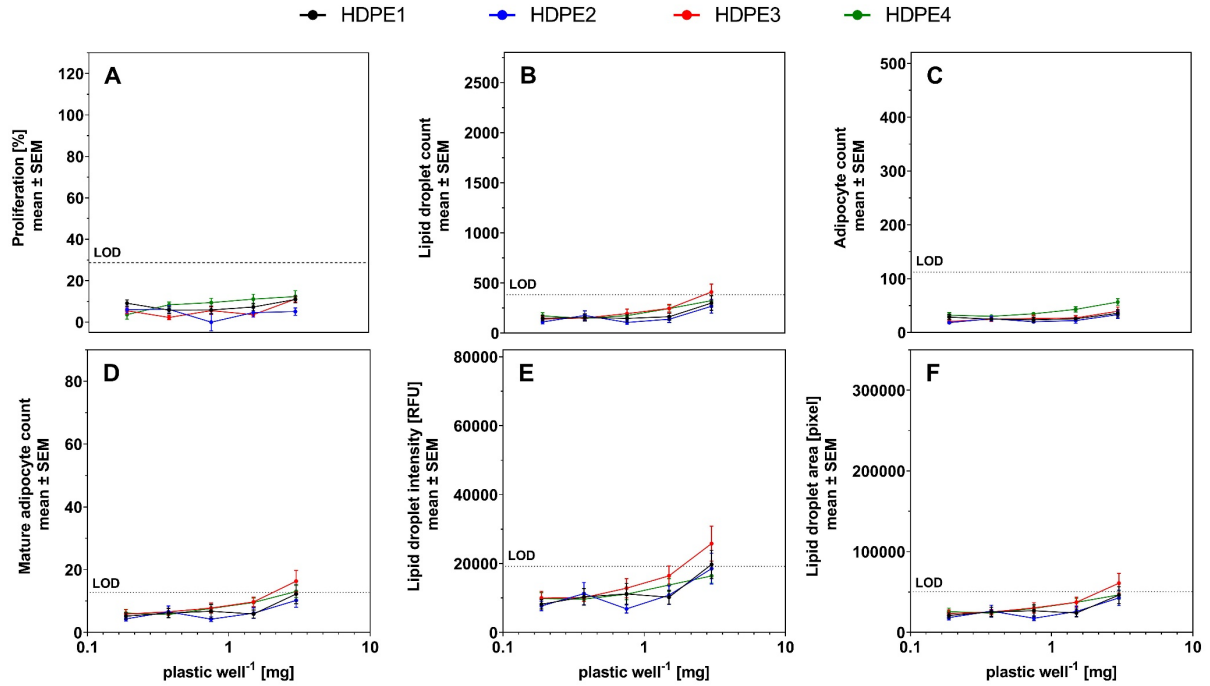 HDPE1 HDPE2 HDPE3 HDPE4
A
Proliferation [%]
mean ± SEM
120
100
80
60
40
20
0
LOD
B
Lipid droplet count
mean ± SEM
2500
2000
1500
1000
500
0
LOD
C
Adipocyte count
mean ± SEM
500
400
300
200
100
0
LOD
D
Mature adipocyte count
mean ± SEM
80
60
40
20
0
LOD
0.1 1 10
plastic well-1 [mg]
E
Lipid droplet intensity [RFU]
mean ± SEM
80000
60000
40000
20000
0
LOD
0.1 1 10
plastic well-1 [mg]
F
Lipid droplet area [pixel]
mean ± SEM
300000
200000
100000
0
LOD
0.1 1 10
plastic well-1 [mg]